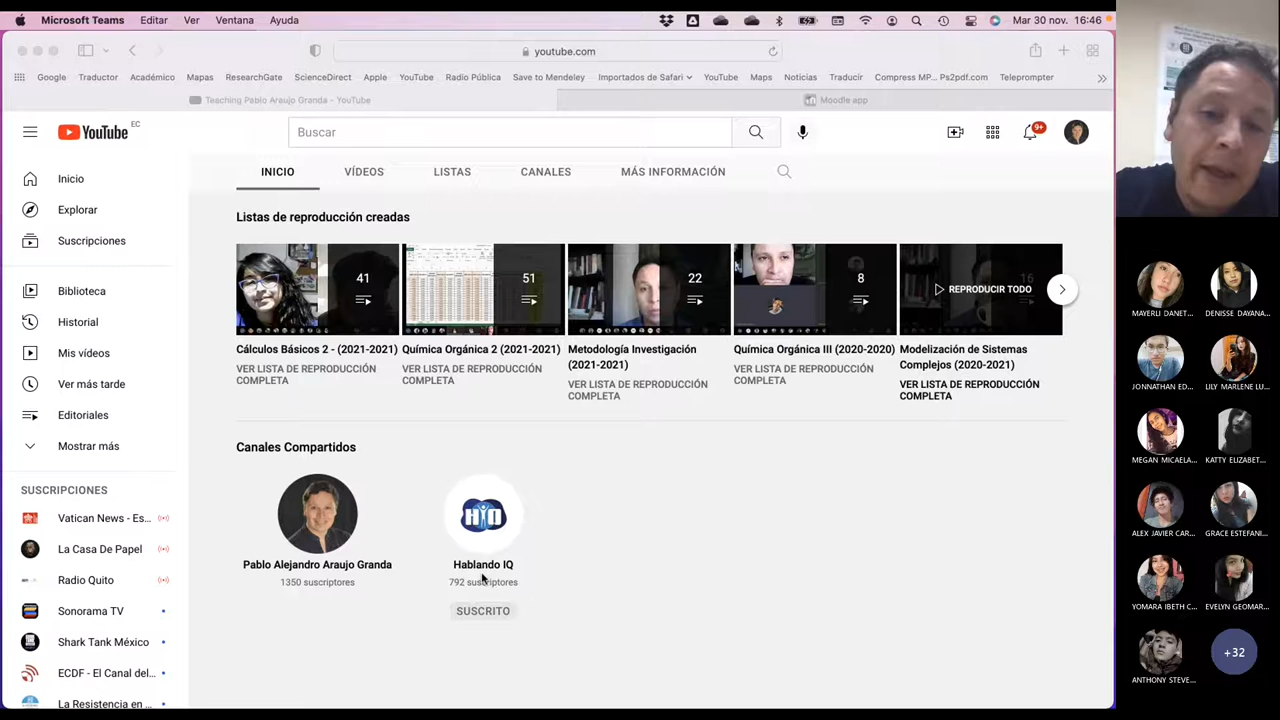 Microsoft Teams Editar Ver Ventana Ayuda Mar 30 nov. 16:46
youtube.com
Google Traductor Académico Mapas ResearchGate ScienceDirect Apple YouTube Radio Pública Save to Mendeley Importados de Safari YouTube Maps Noticias Traducir Compress MP... Ps2pdf.com Teleprompter
Teaching Pablo Araujo Granda - YouTube Moodle app
YouTube EC
Buscar
9+
INICIO VÍDEOS LISTAS CANALES MÁS INFORMACIÓN
Inicio
Explorar
Suscripciones
Biblioteca
Historial
Mis vídeos
Ver más tarde
Editoriales
Mostrar más
SUSCRIPCIONES
Vatican News - Es...
La Casa De Papel
Radio Quito
Sonorama TV
Shark Tank México
ECDF - El Canal del...
La Resistencia en ...
Listas de reproducción creadas
41
51
22
8
16
REPRODUCIR TODO
Cálculos Básicos 2 - (2021-2021)
VER LISTA DE REPRODUCCIÓN
COMPLETA
Química Orgánica 2 (2021-2021)
VER LISTA DE REPRODUCCIÓN
COMPLETA
Metodología Investigación
(2021-2021)
VER LISTA DE REPRODUCCIÓN
COMPLETA
Química Orgánica III (2020-2020)
VER LISTA DE REPRODUCCIÓN
COMPLETA
Modelización de Sistemas
Complejos (2020-2021)
VER LISTA DE REPRODUCCIÓN
COMPLETA
Canales Compartidos
Pablo Alejandro Araujo Granda
1350 suscriptores
HIQ
Hablando IQ
792 suscriptores
SUSCRITO
MAYERLI DANET... DENISSE DAYANA...
JONNATHAN ED... LILY MARLENE LU...
MEGAN MICAELA... KATTY ELIZABET...
ALEX JAVIER CAR... GRACE ESTEFANI...
YOMARA IBETH C... EVELYN GEOMAR...
ANTHONY STEVE... +32